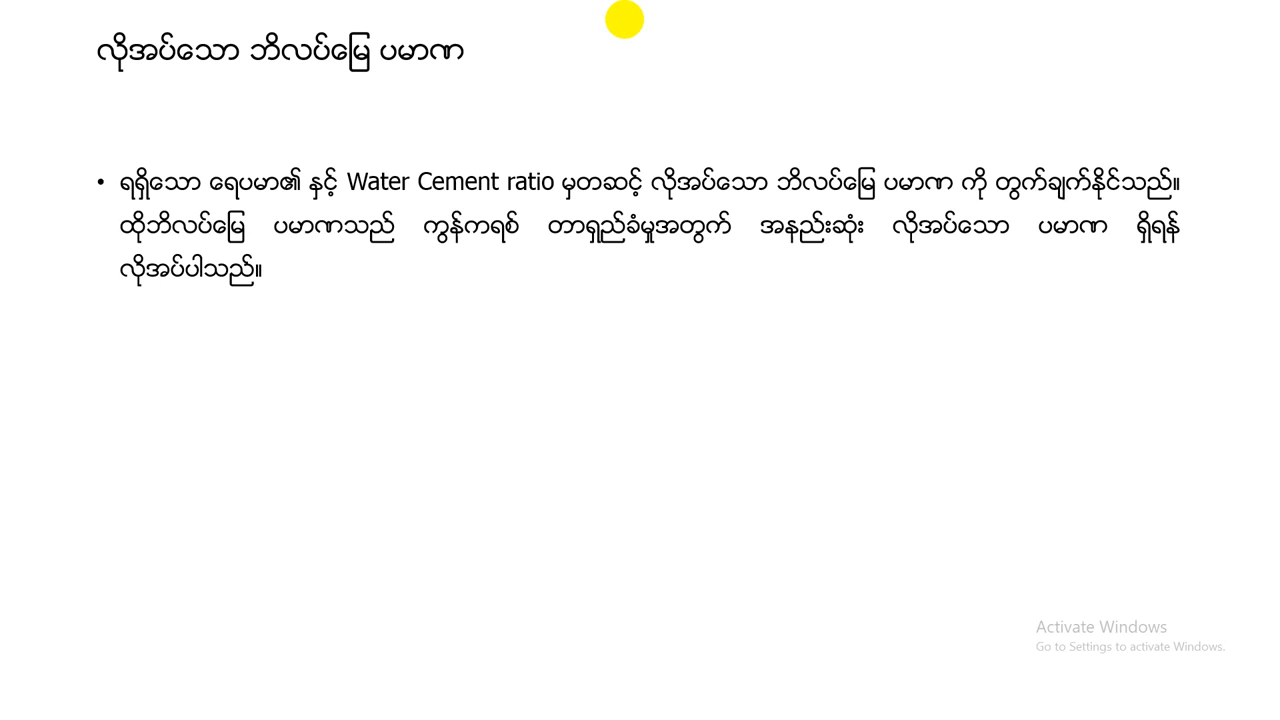 လိုအပ်သော ဘိလပ်မြေ ပမာဏ
• ရရှိသော ရေပမာ၏ နှင့် Water Cement ratio မှတဆင့် လိုအပ်သော ဘိလပ်မြေ ပမာဏ ကို တွက်ချက်နိုင်သည်။
ထိုဘိလပ်မြေ ပမာဏသည် ကွန်ကရစ် တာရှည်ခံမှုအတွက် အနည်းဆုံး လိုအပ်သော ပမာဏ ရှိရန်
လိုအပ်ပါသည်။
Activate Windows
Go to Settings to activate Windows.